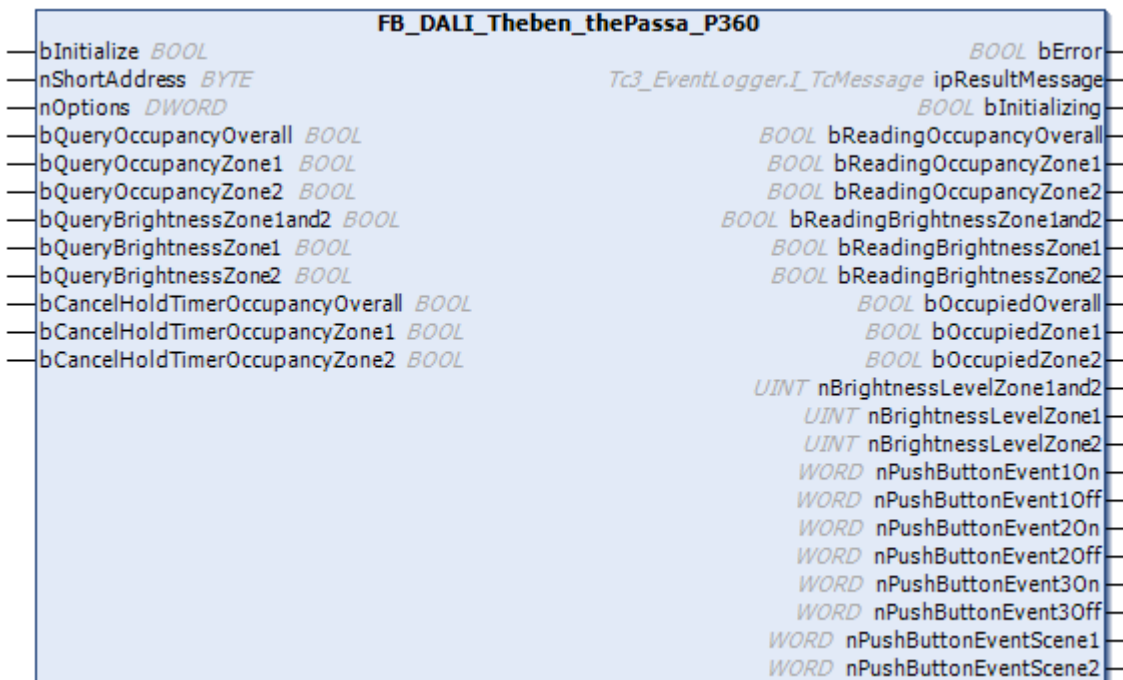 FB_DALI_Theben_thePassa_P360
bInitialize BOOL BOOL bError
nShortAddress BYTE Tc3_EventLogger.I_TcMessage ipResultMessage
nOptions DWORD BOOL bInitializing
bQueryOccupancyOverall BOOL BOOL bReadingOccupancyOverall
bQueryOccupancyZone1 BOOL BOOL bReadingOccupancyZone1
bQueryOccupancyZone2 BOOL BOOL bReadingOccupancyZone2
bQueryBrightnessZone1and2 BOOL BOOL bReadingBrightnessZone1and2
bQueryBrightnessZone1 BOOL BOOL bReadingBrightnessZone1
bQueryBrightnessZone2 BOOL BOOL bReadingBrightnessZone2
bCancelHoldTimerOccupancyOverall BOOL BOOL bOccupiedOverall
bCancelHoldTimerOccupancyZone1 BOOL BOOL bOccupiedZone1
bCancelHoldTimerOccupancyZone2 BOOL BOOL bOccupiedZone2
UINT nBrightnessLevelZone1and2
UINT nBrightnessLevelZone1
UINT nBrightnessLevelZone2
WORD nPushButtonEvent1On
WORD nPushButtonEvent1Off
WORD nPushButtonEvent2On
WORD nPushButtonEvent2Off
WORD nPushButtonEvent3On
WORD nPushButtonEvent3Off
WORD nPushButtonEventScene1
WORD nPushButtonEventScene2